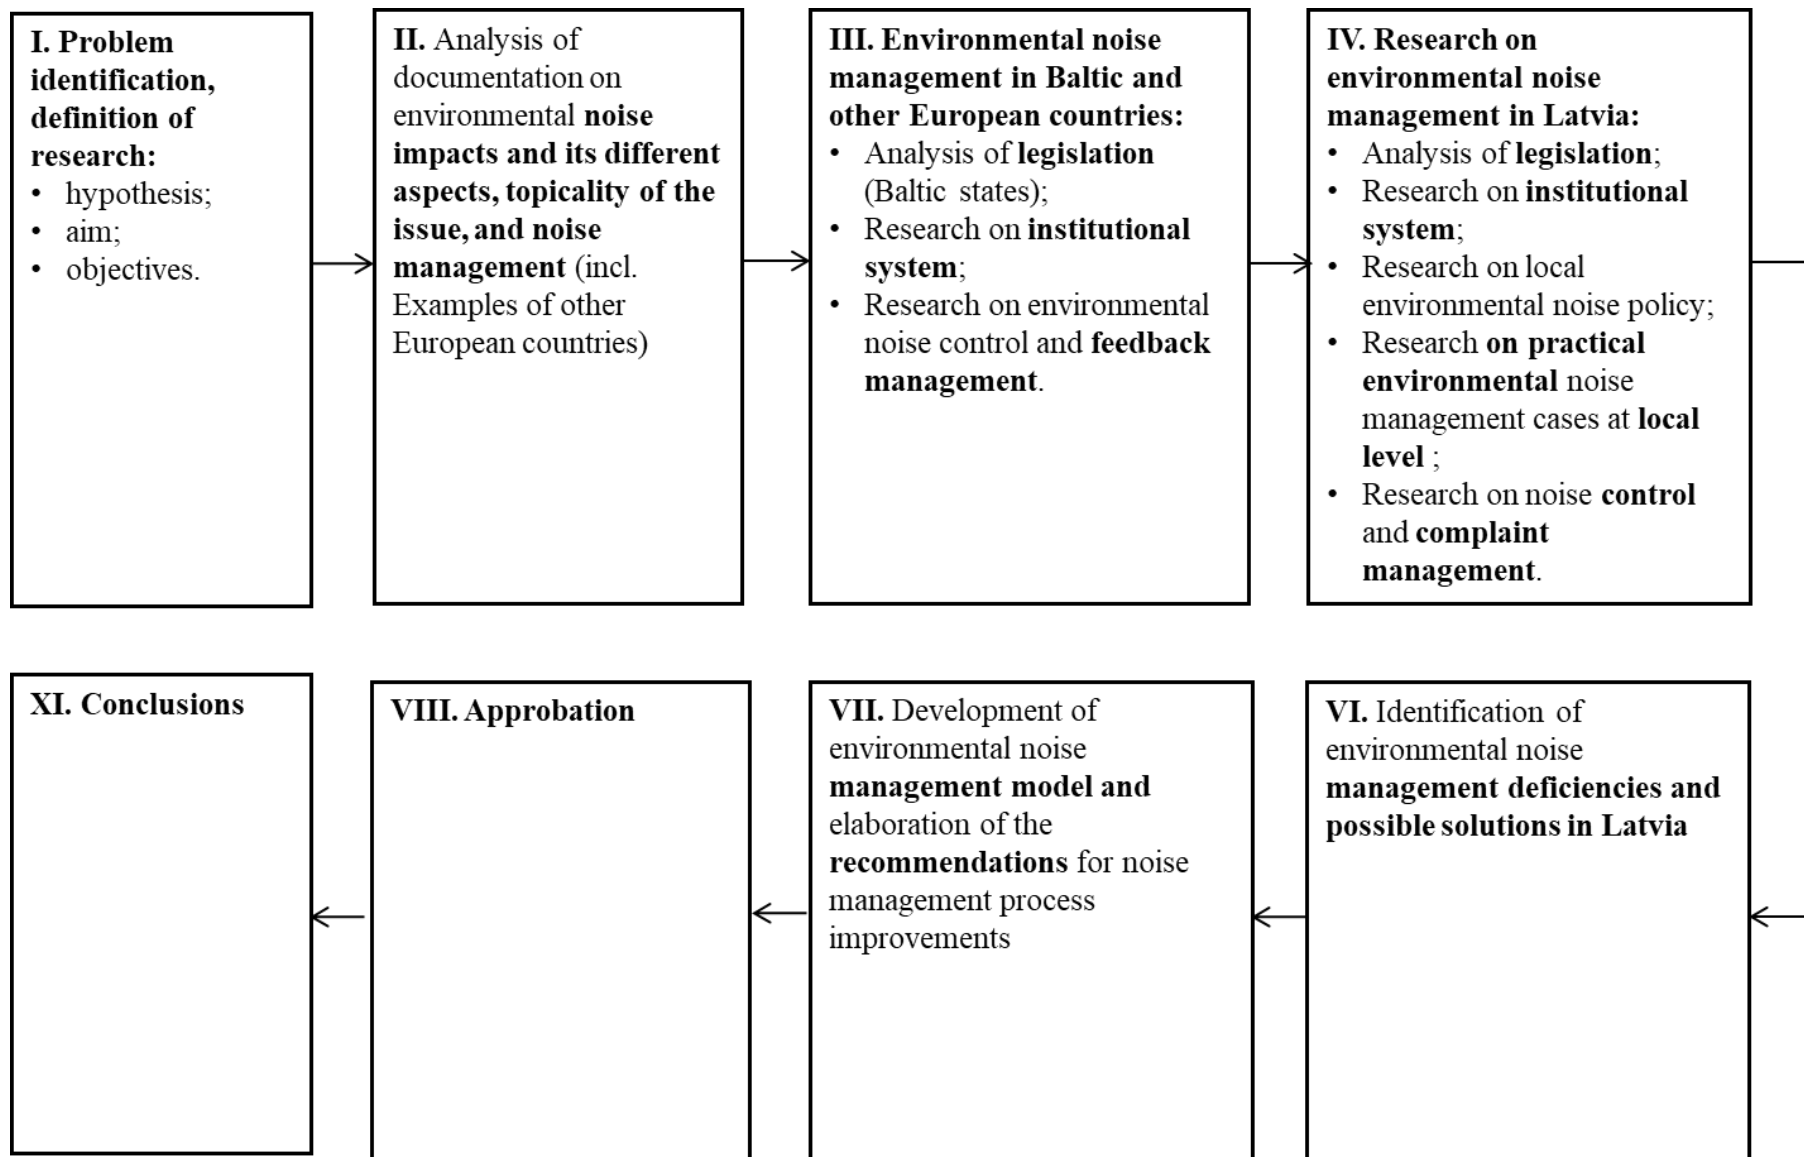 I. Problem
identification,
definition of
research:
• hypothesis;
• aim;
• objectives.
II. Analysis of
documentation on
environmental noise
impacts and its different
aspects, topicality of the
issue, and noise
management (incl.
Examples of other
European countries)
III. Environmental noise
management in Baltic and
other European countries:
• Analysis of legislation
(Baltic states);
• Research on institutional
system;
• Research on environmental
noise control and feedback
management.
IV. Research on
environmental noise
management in Latvia:
• Analysis of legislation;
• Research on institutional
system;
• Research on local
environmental noise policy;
• Research on practical
environmental noise
management cases at local
level ;
• Research on noise control
and complaint
management.
XI. Conclusions
VIII. Approbation
VII. Development of
environmental noise
management model and
elaboration of the
recommendations for noise
management process
improvements
VI. Identification of
environmental noise
management deficiencies and
possible solutions in Latvia